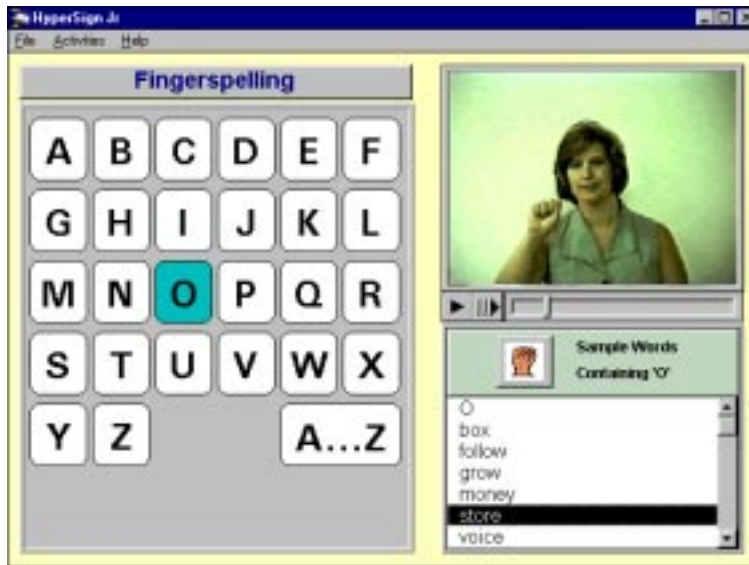 HyperSign Jr
File Activities Help
Fingerspelling
A B C D E F
G H I J K L
M N O P Q R
S T U V W X
Y Z A...Z
Sample Words
Containing 'O'
O
box
follow
grow
money
store
voice